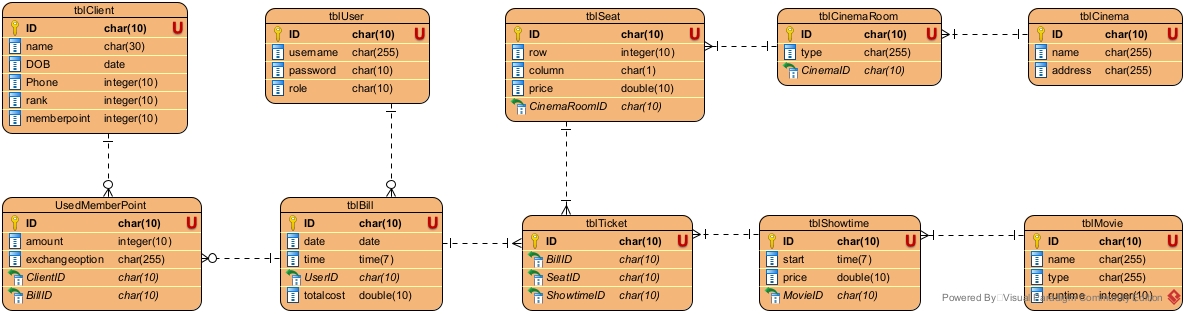 tblClient
ID char(10) U
name char(30)
DOB date
Phone integer(10)
rank integer(10)
memberpoint integer(10)
tblUser
ID char(10) U
username char(255)
password char(10)
role char(10)
tblSeat
ID char(10) U
row integer(10)
column char(1)
price double(10)
CinemaRoomID char(10)
tblCinemaRoom
ID char(10) U
type char(255)
CinemaID char(10)
tblCinema
ID char(10) U
name char(255)
address char(255)
UsedMemberPoint
ID char(10) U
amount integer(10)
exchangeoption char(255)
ClientID char(10)
BillID char(10)
tblBill
ID char(10) U
date date
time time(7)
UserID char(10)
totalcost double(10)
tblTicket
ID char(10) U
BillID char(10)
SeatID char(10)
ShowtimeID char(10)
tblShowtime
ID char(10) U
start time(7)
price double(10)
MovieID char(10)
tblMovie
ID char(10) U
name char(255)
type char(255)
runtime integer(10)
Powered By Visual Paradigm Community Edition